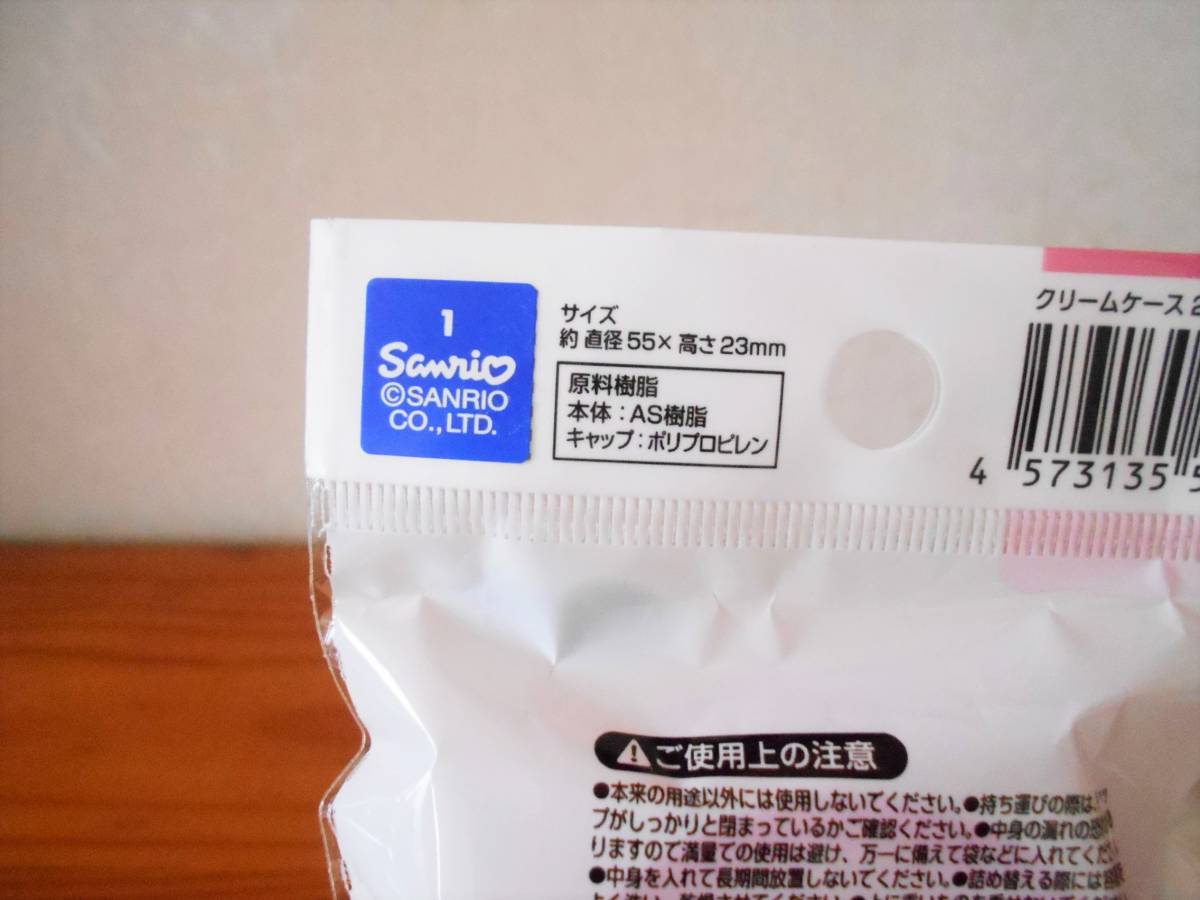 1
Sanrio
©SANRIO
CO., LTD.
サイズ
約 直径 55× 高さ 23mm
原料樹脂
本体：AS樹脂
キャップ：ポリプロピレン
クリームケース 2
4 573135 5
ご使用上の注意
●本来の用途以外には使用しないでください。●持ち運びの際は、
プがしっかりと閉まっているかご確認ください。●中身の漏れの
りますので満量での使用は避け、万一に備えて袋などに入れてくだ
●中身を入れて長期間放置しないでください。●詰め替える際には